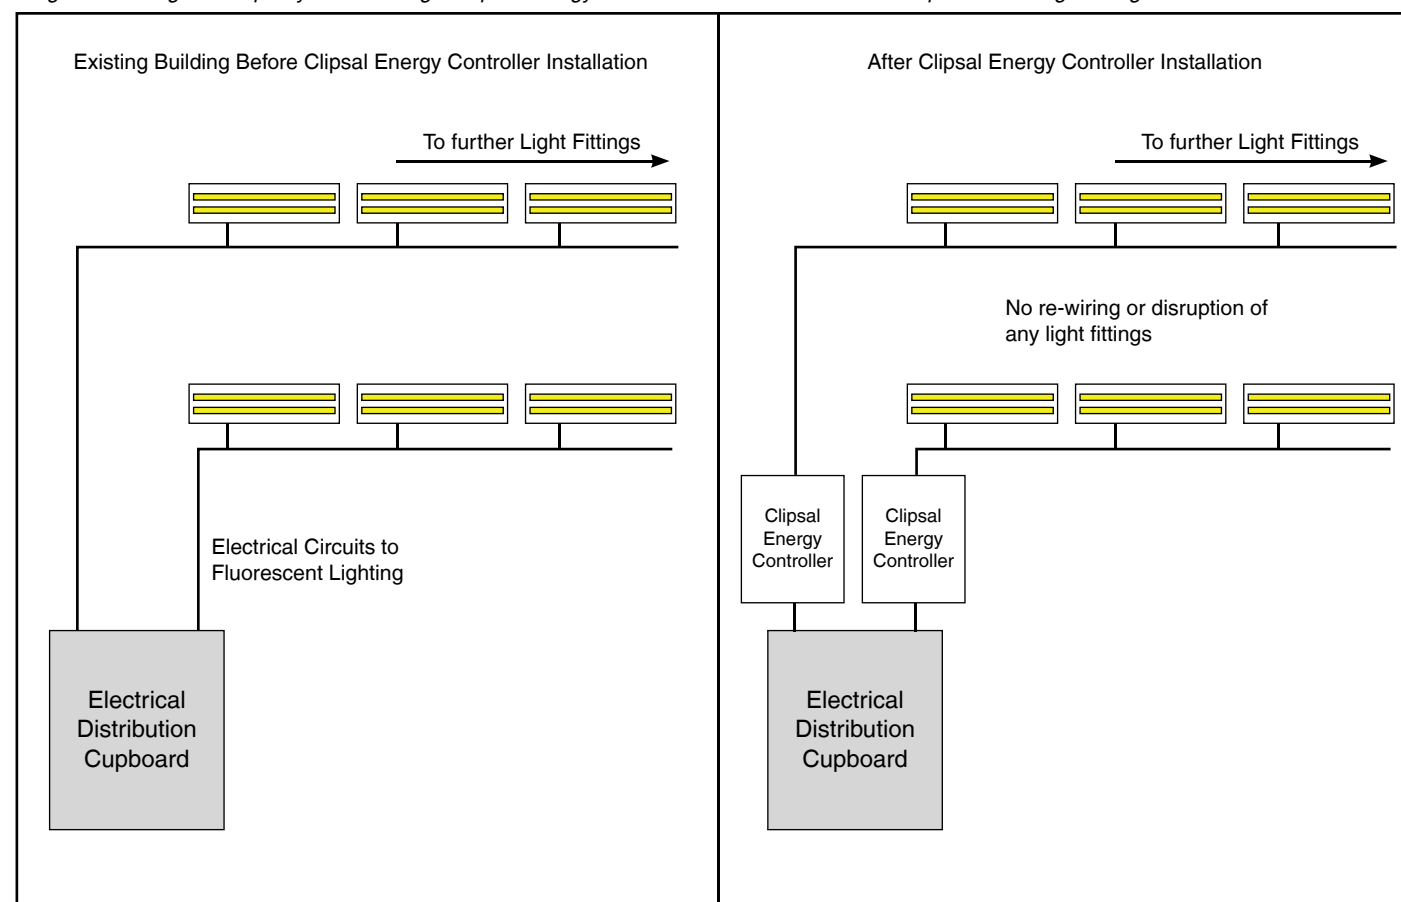 Existing Building Before Clipsal Energy Controller Installation
To further Light Fittings
Electrical Circuits to
Fluorescent Lighting
Electrical
Distribution
Cupboard
After Clipsal Energy Controller Installation
To further Light Fittings
No re-wiring or disruption of
any light fittings
Clipsal
Energy
Controller
Clipsal
Energy
Controller
Electrical
Distribution
Cupboard